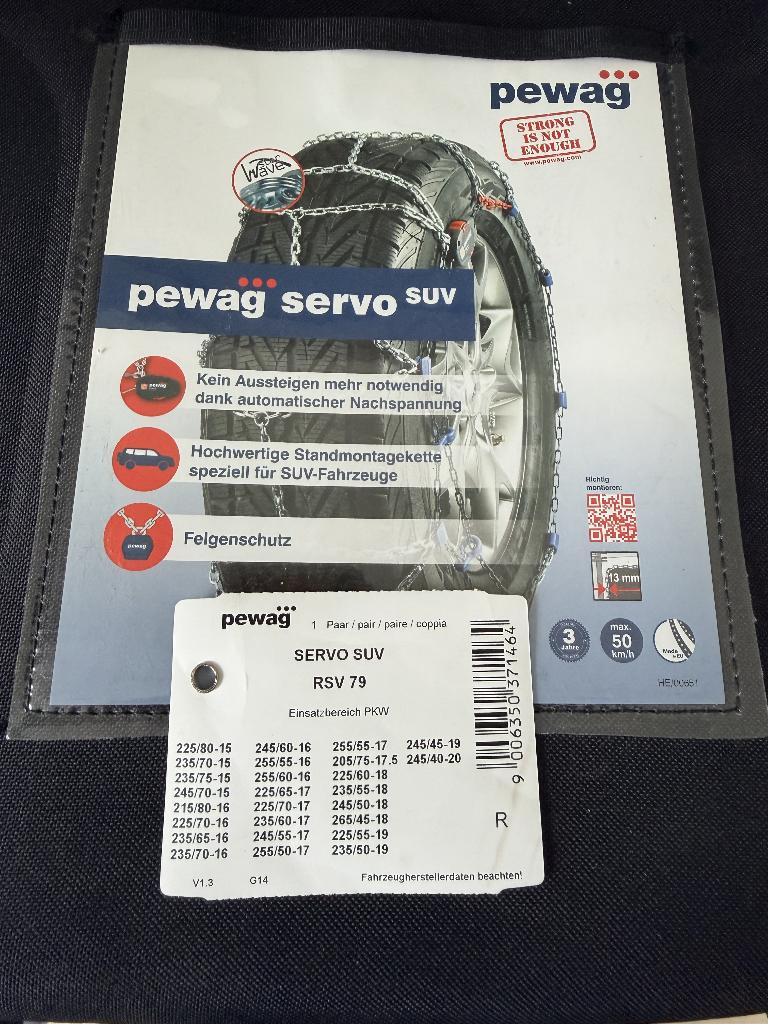 pewag
STRONG
IS NOT
ENOUGH
www.pewag.com
Wave
pewag servo SUV
pewag
Kein Aussteigen mehr notwendig
dank automatischer Nachspannung
Hochwertige Standmontagekette
speziell für SUV-Fahrzeuge
pewag
Felgenschutz
Richtig
montieren:
13 mm
3
Jahre
max.
50
km/h
Made
in EU
HE/00651
pewag
1 Paar / pair / paire / coppia
SERVO SUV
RSV 79
Einsatzbereich PKW
225/80-15 245/60-16 255/55-17 245/45-19
235/70-15 255/55-16 205/75-17.5 245/40-20
235/75-15 255/60-16 225/60-18
245/70-15 225/65-17 235/55-18
215/80-16 225/70-17 245/50-18
225/70-16 235/60-17 265/45-18
235/65-16 245/55-17 225/55-19
235/70-16 255/50-17 235/50-19
9 006350 371464
R
V1.3 G14 Fahrzeugherstellerdaten beachten!